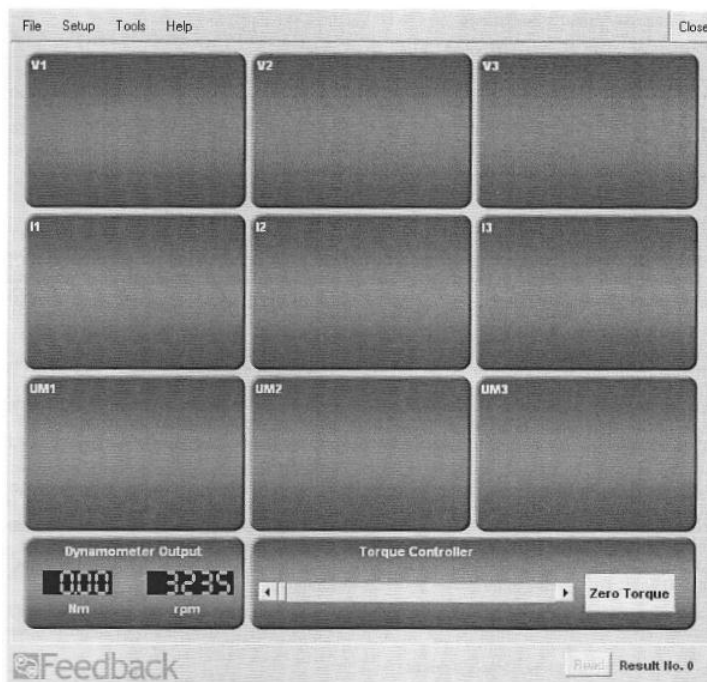 File Setup Tools Help Close
V1 V2 V3
I1 I2 I3
UM1 UM2 UM3
Dynamometer Output Torque Controller
0.00 3235 Zero Torque
Nm rpm
Feedback Read Result No. 0